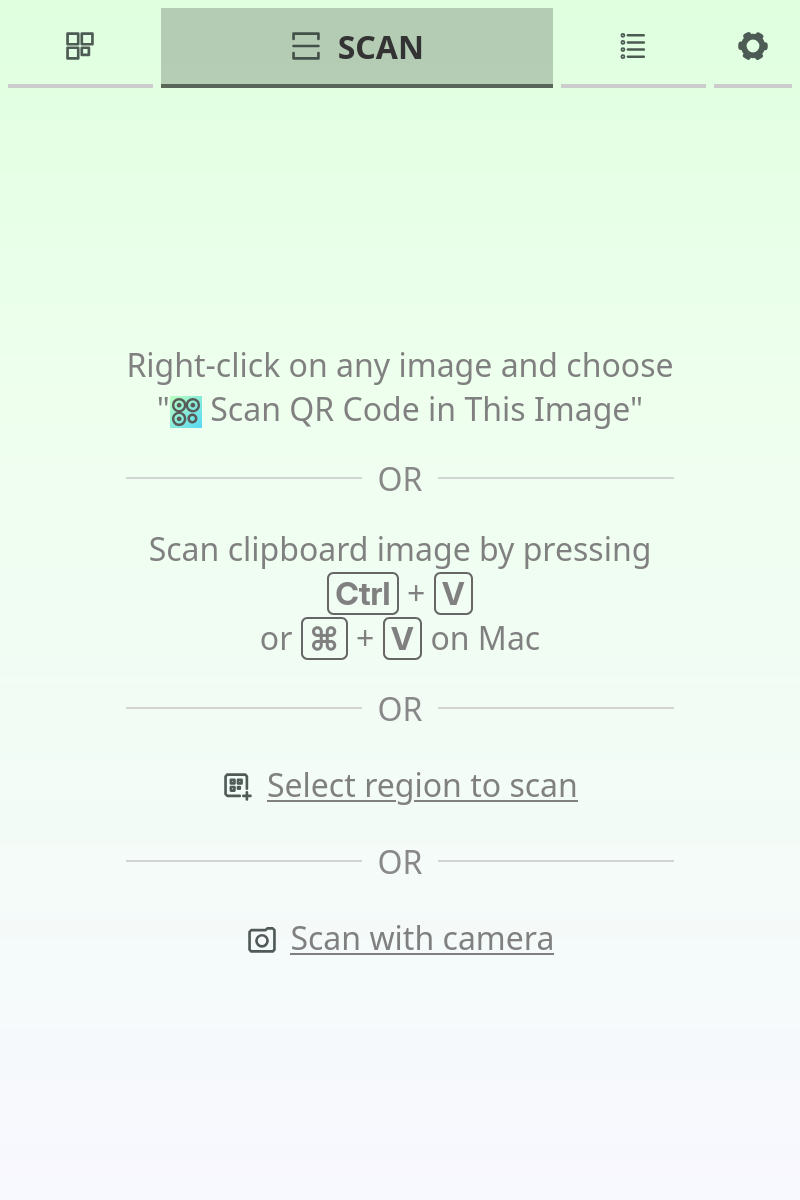 SCAN
Right-click on any image and choose
" Scan QR Code in This Image"
OR
Scan clipboard image by pressing
Ctrl + V
or ⌘ + V on Mac
OR
Select region to scan
OR
Scan with camera